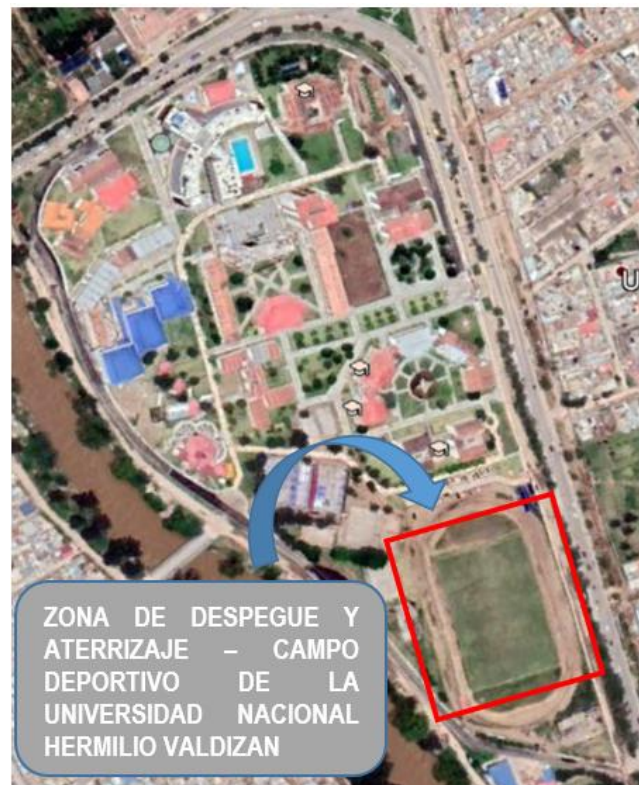 U
ZONA DE DESPEGUE Y
ATERRIZAJE – CAMPO
DEPORTIVO DE LA
UNIVERSIDAD NACIONAL
HERMILIO VALDIZAN